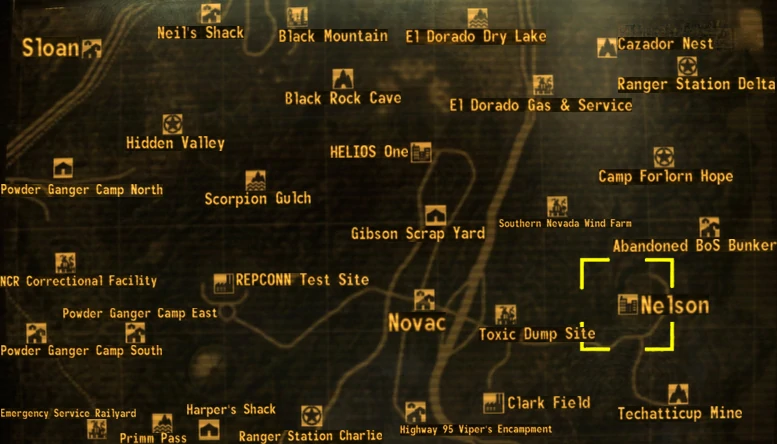 Neil's Shack
Black Mountain
El Dorado Dry Lake
Sloan
Cazador Nest
Ranger Station Delta
Black Rock Cave
El Dorado Gas & Service
Hidden Valley
HELIOS One
Camp Forlorn Hope
Powder Ganger Camp North
Scorpion Gulch
Southern Nevada Wind Farm
Gibson Scrap Yard
Abandoned BoS Bunker
NCR Correctional Facility
REPCONN Test Site
Nelson
Powder Ganger Camp East
Novac
Toxic Dump Site
Powder Ganger Camp South
Clark Field
Emergency Service Railyard
Harper's Shack
Techatticup Mine
Primm Pass
Ranger Station Charlie
Highway 95 Viper's Encampment